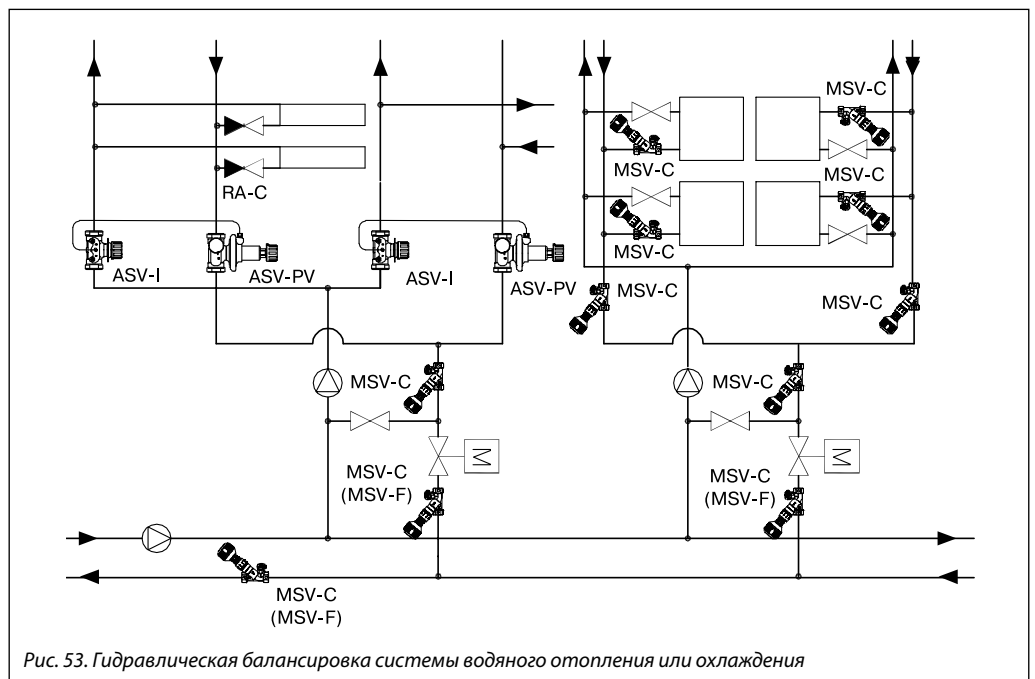 MSV-C
MSV-C
MSV-C
RA-C
MSV-C
ASV-I
ASV-PV
ASV-I
ASV-PV
MSV-C
MSV-C
MSV-C
MSV-C
M
M
MSV-C
(MSV-F)
MSV-C
(MSV-F)
MSV-C
(MSV-F)
Рис. 53. Гидравлическая балансировка системы водяного отопления или охлаждения